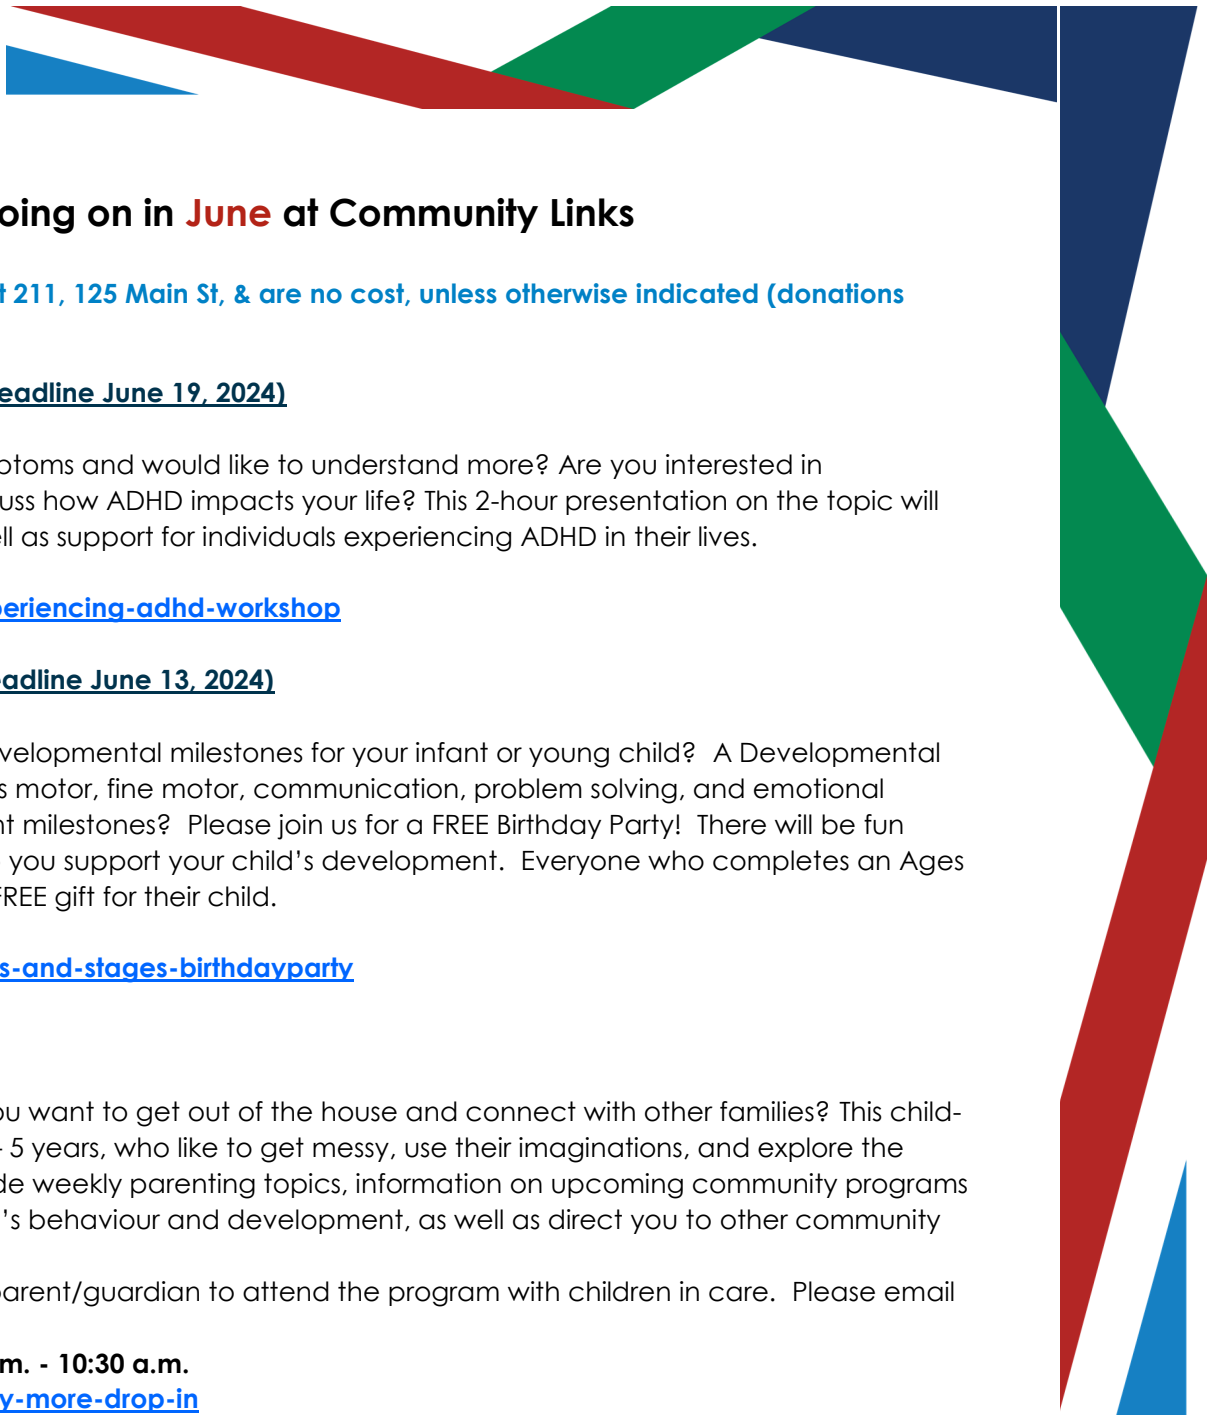 oing on in June at Community Links
t 211, 125 Main St, & are no cost, unless otherwise indicated (donations
eadline June 19, 2024)
ptoms and would like to understand more? Are you interested in
uss how ADHD impacts your life? This 2-hour presentation on the topic will
ell as support for individuals experiencing ADHD in their lives.
periencing-adhd-workshop
eadline June 13, 2024)
velopmental milestones for your infant or young child?  A Developmental
s motor, fine motor, communication, problem solving, and emotional
nt milestones?  Please join us for a FREE Birthday Party!  There will be fun
you support your child's development.  Everyone who completes an Ages
FREE gift for their child.
s-and-stages-birthdayparty
ou want to get out of the house and connect with other families? This child-
- 5 years, who like to get messy, use their imaginations, and explore the
de weekly parenting topics, information on upcoming community programs
's behaviour and development, as well as direct you to other community
parent/guardian to attend the program with children in care.  Please email
m. - 10:30 a.m.
y-more-drop-in